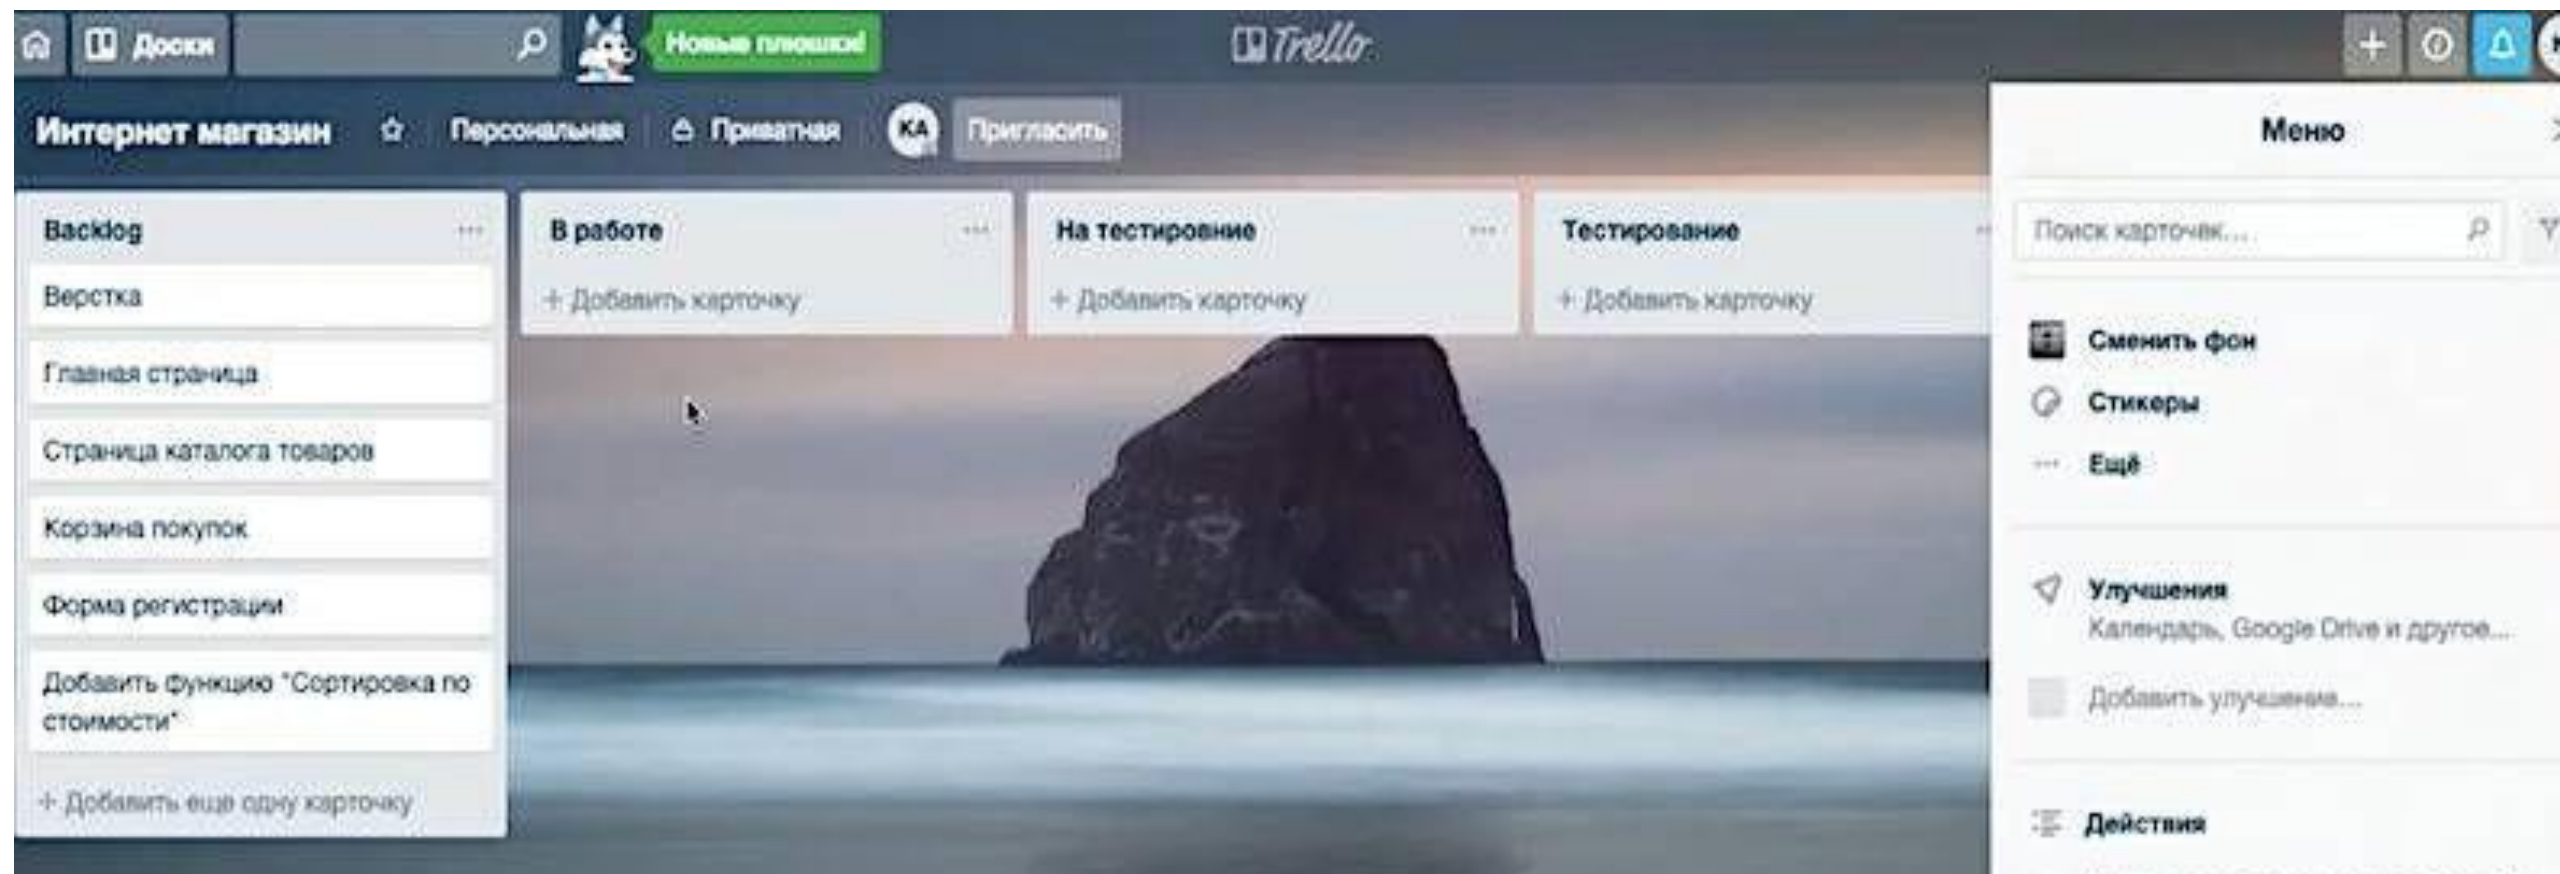 Доски
Новые плюшки!
Trello
Интернет магазин
Персональная
Приватная
КА
Пригласить
Меню
Backlog
Верстка
Главная страница
Страница каталога товаров
Корзина покупок
Форма регистрации
Добавить функцию "Сортировка по
стоимости"
+ Добавить еще одну карточку
В работе
+ Добавить карточку
На тестировние
+ Добавить карточку
Тестирование
+ Добавить карточку
Поиск карточек...
Сменить фон
Стикеры
Ещё
Улучшения
Календарь, Google Drive и другое...
Добавить улучшение...
Действия